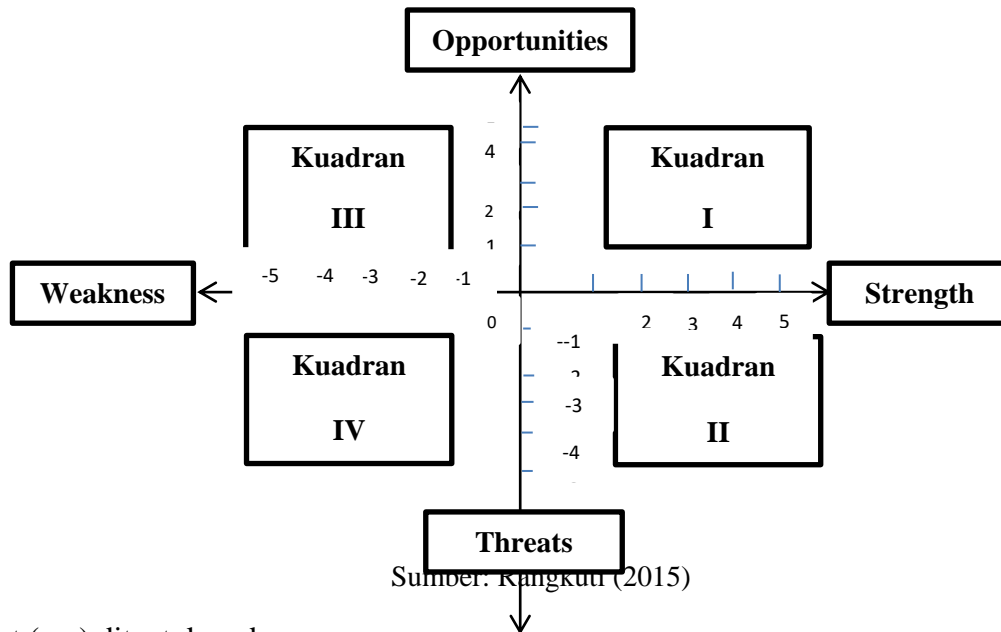 Opportunities
Kuadran
III
4
2
1
Kuadran
I
Weakness
-5 -4 -3 -2 -1
Strength
0
2 3 4 5
Kuadran
IV
--1
-3
-4
Kuadran
II
Threats
Sumber: Rangkuti (2015)